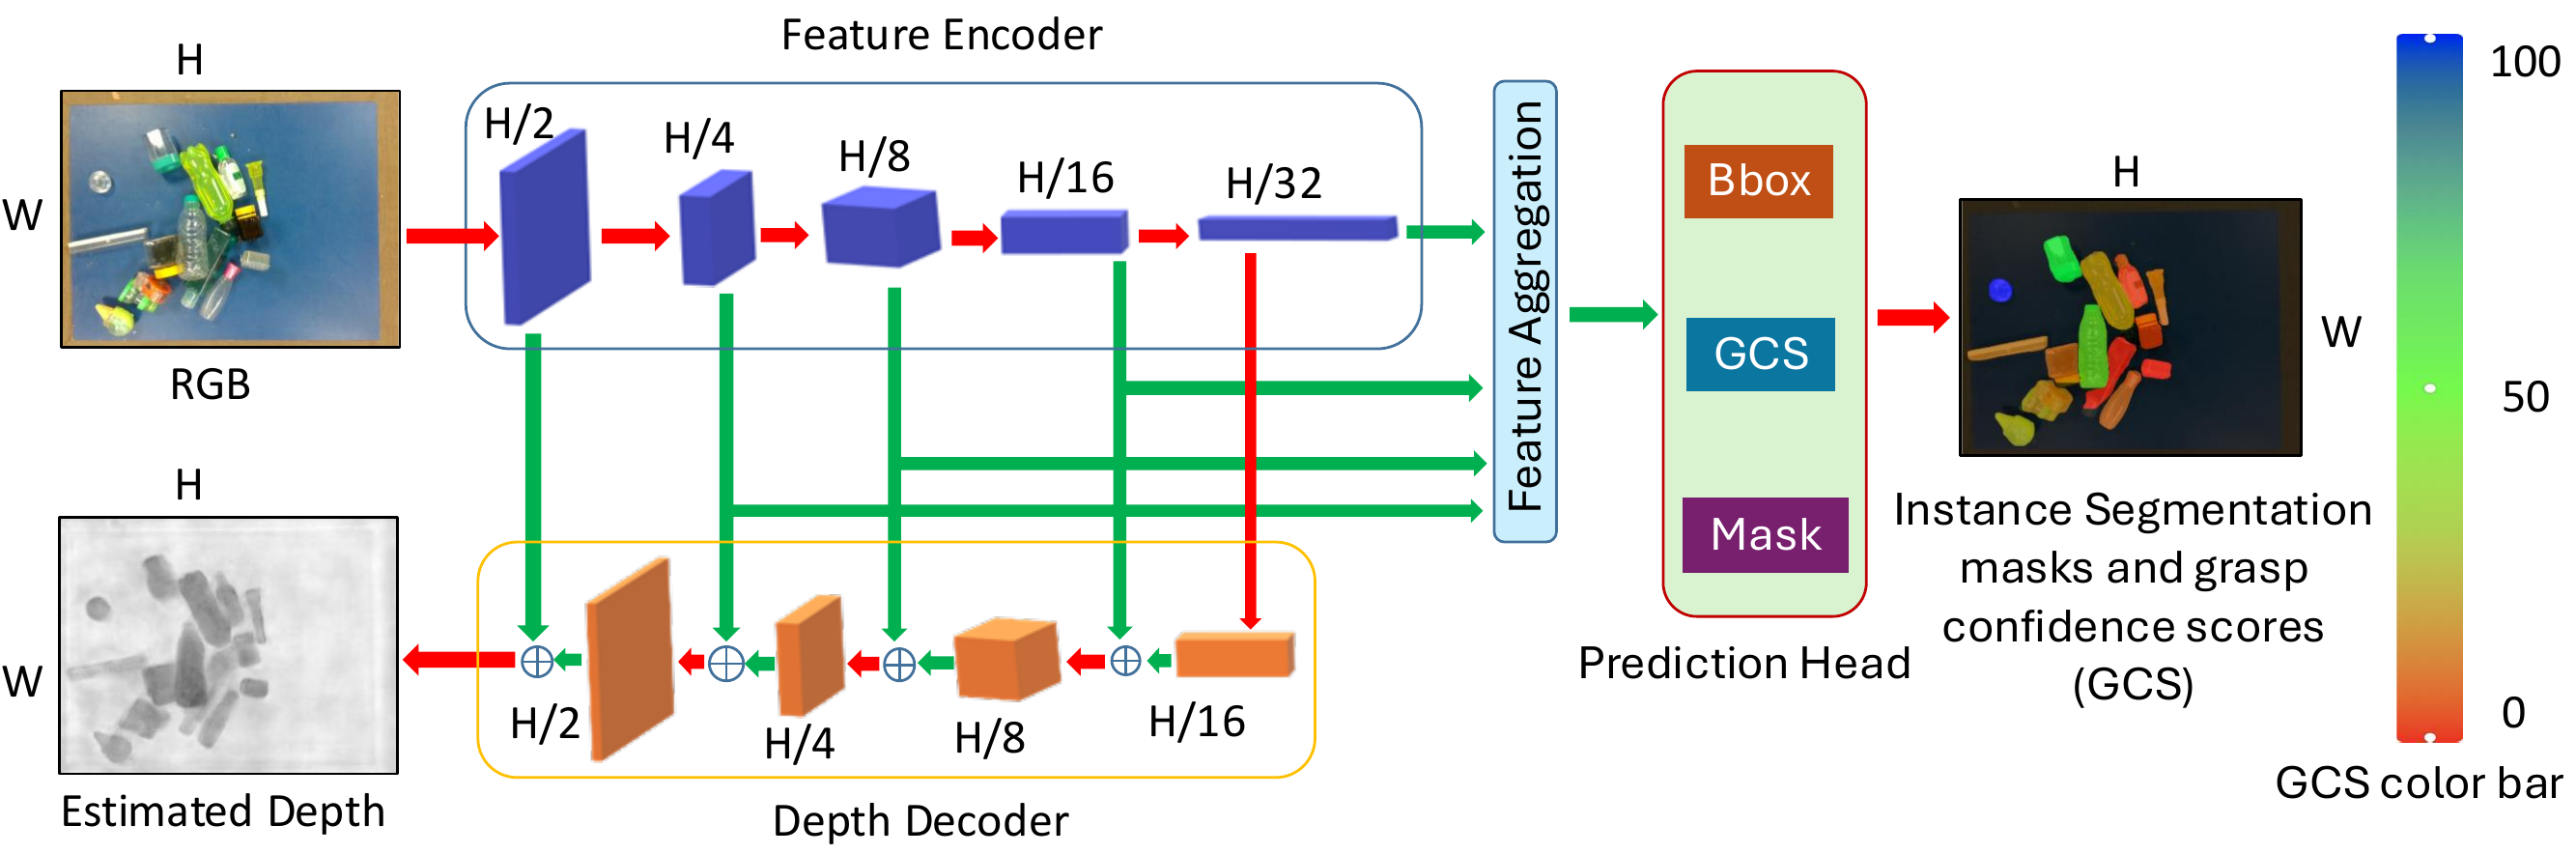 Feature Encoder
H
W
RGB
H/2
H/4
H/8
H/16
H/32
Feature Aggregation
Bbox
GCS
Mask
Prediction Head
H
W
Instance Segmentation
masks and grasp
confidence scores
(GCS)
100
50
0
GCS color bar
H
W
Estimated Depth
H/2
H/4
H/8
H/16
Depth Decoder